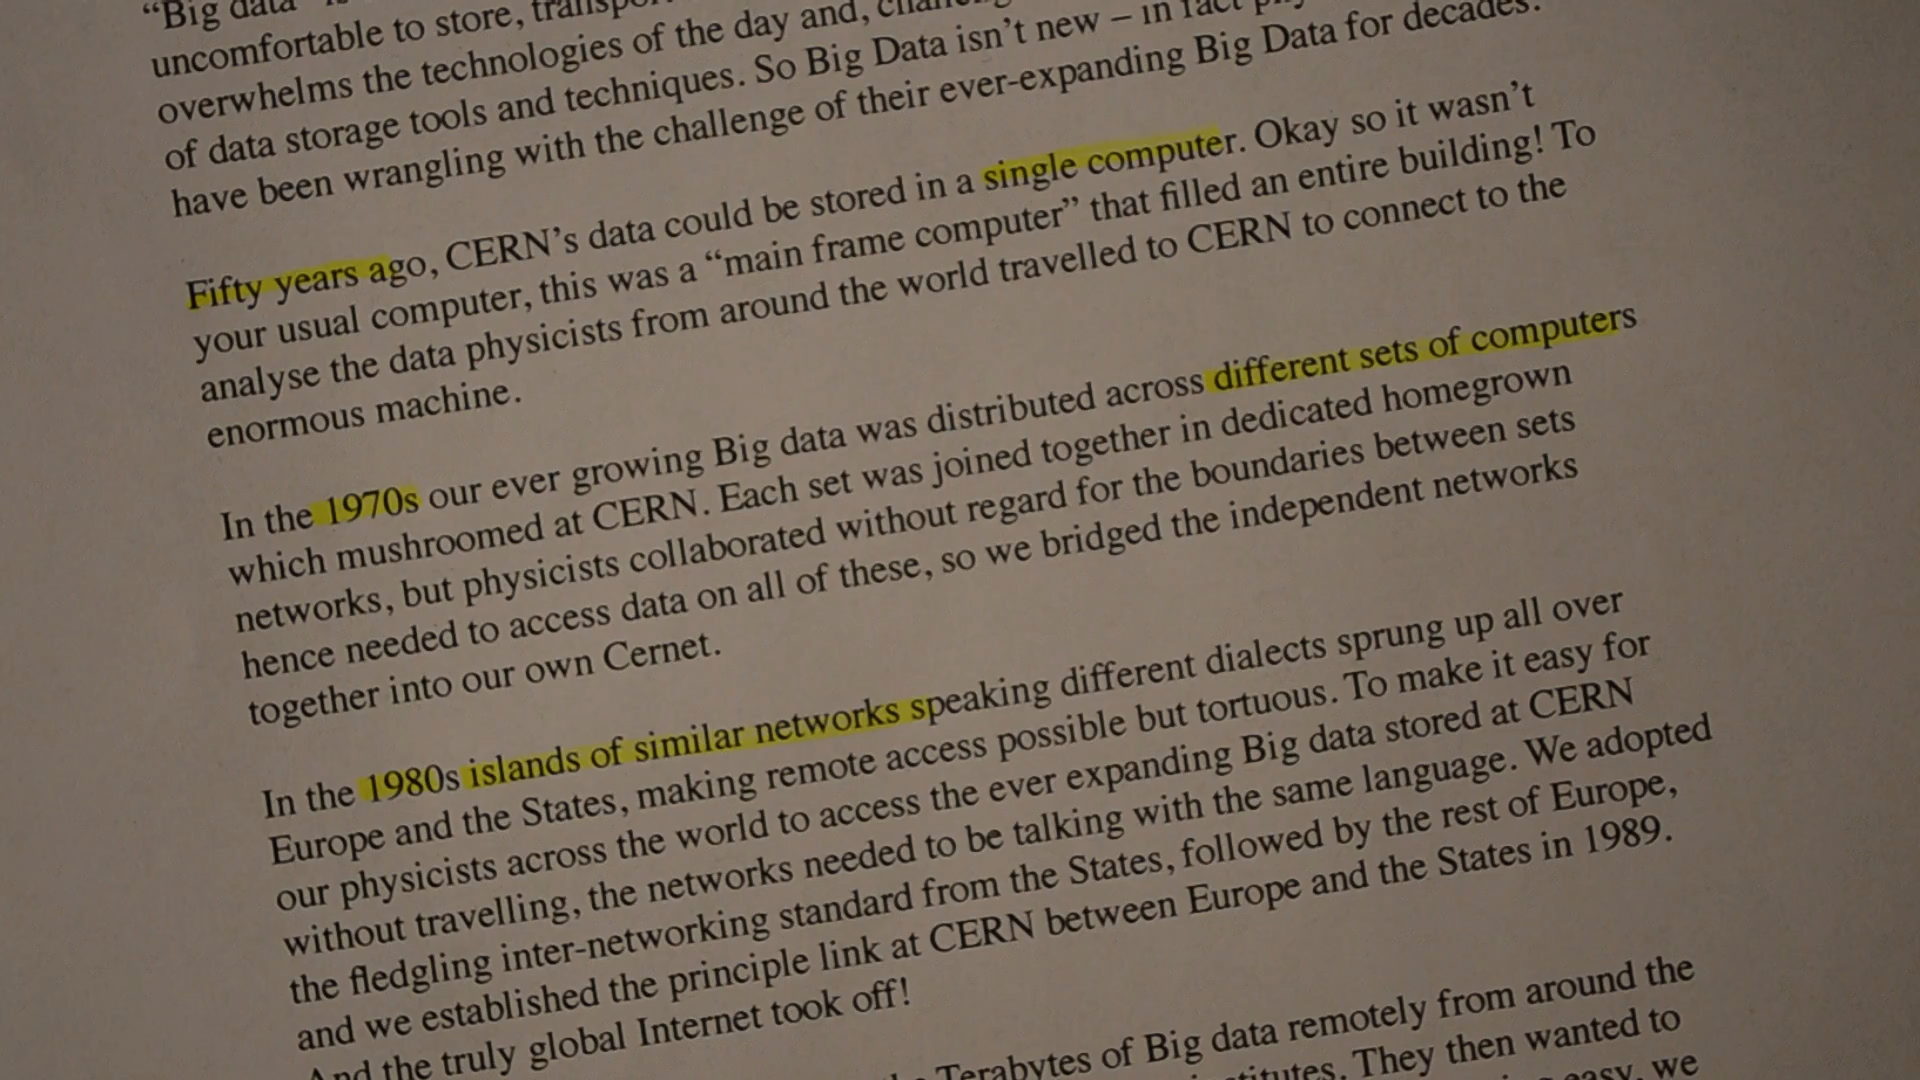 “Big data
uncomfortable to store,
overwhelms the technologies of the day and,
of data storage tools and techniques. So Big Data isn’t new – in fact
have been wrangling with the challenge of their ever-expanding Big Data for decades.
Fifty years ago, CERN’s data could be stored in a single computer. Okay so it wasn’t
your usual computer, this was a “main frame computer” that filled an entire building! To
analyse the data physicists from around the world travelled to CERN to connect to the
enormous machine.
In the 1970s our ever growing Big data was distributed across different sets of computers
which mushroomed at CERN. Each set was joined together in dedicated homegrown
networks, but physicists collaborated without regard for the boundaries between sets
hence needed to access data on all of these, so we bridged the independent networks
together into our own Cernet.
In the 1980s islands of similar networks speaking different dialects sprung up all over
Europe and the States, making remote access possible but tortuous. To make it easy for
our physicists across the world to access the ever expanding Big data stored at CERN
without travelling, the networks needed to be talking with the same language. We adopted
the fledgling inter-networking standard from the States, followed by the rest of Europe,
and we established the principle link at CERN between Europe and the States in 1989.
And the truly global Internet took off!
Terabytes of Big data remotely from around the
They then wanted to
easy, we